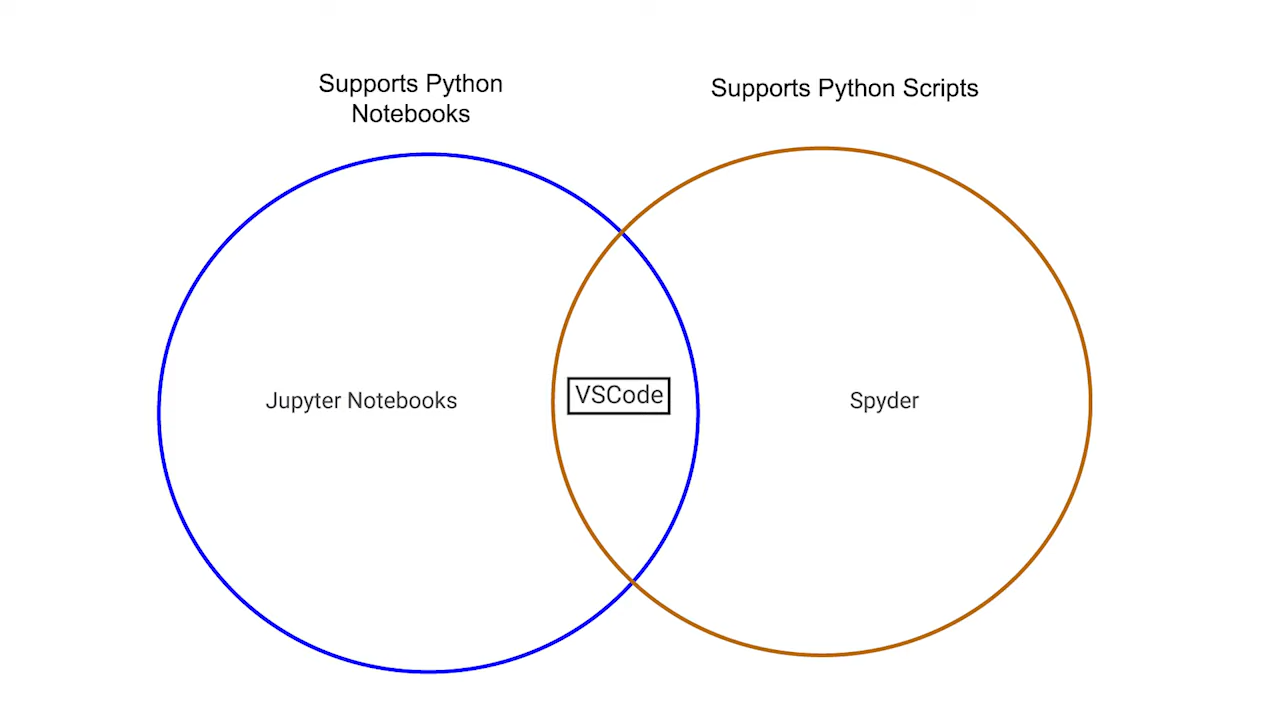 Supports Python
Notebooks
Supports Python Scripts
Jupyter Notebooks
VSCode
Spyder